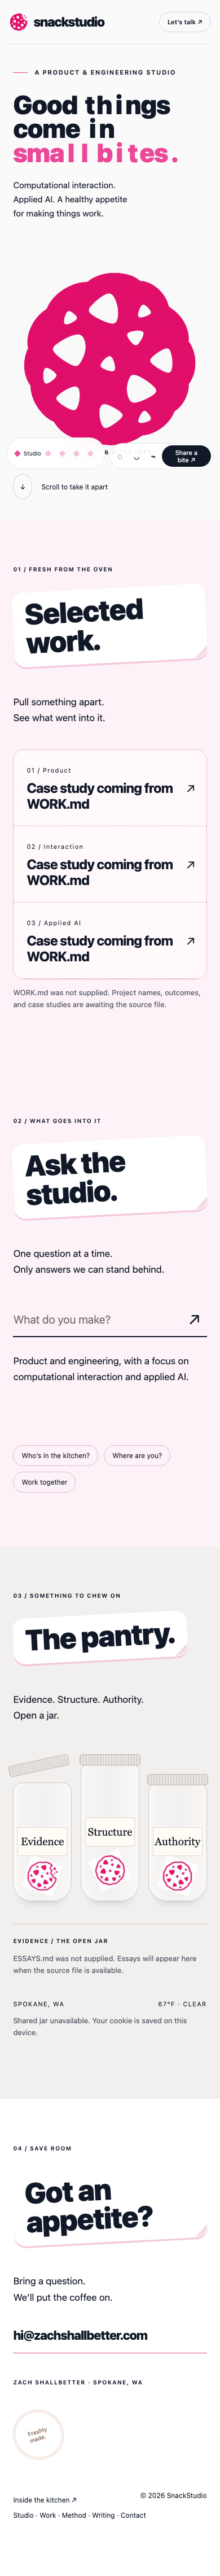 snackstudio
Let's talk ↗
A PRODUCT & ENGINEERING STUDIO
Good things
come in
small bites.
Computational interaction.
Applied AI. A healthy appetite
for making things work.
Studio
6
Share a
bite ↗
↓ Scroll to take it apart
01 / FRESH FROM THE OVEN
Selected
work.
Pull something apart.
See what went into it.
01 / Product
Case study coming from
WORK.md
↗
02 / Interaction
Case study coming from
WORK.md
↗
03 / Applied AI
Case study coming from
WORK.md
↗
WORK.md was not supplied. Project names, outcomes,
and case studies are awaiting the source file.
02 / WHAT GOES INTO IT
Ask the
studio.
One question at a time.
Only answers we can stand behind.
What do you make? ↗
Product and engineering, with a focus on
computational interaction and applied AI.
Who's in the kitchen?
Where are you?
Work together
03 / SOMETHING TO CHEW ON
The pantry.
Evidence. Structure. Authority.
Open a jar.
Evidence
Structure
Authority
EVIDENCE / THE OPEN JAR
ESSAYS.md was not supplied. Essays will appear here
when the source file is available.
SPOKANE, WA
67°F · CLEAR
Shared jar unavailable. Your cookie is saved on this
device.
04 / SAVE ROOM
Got an
appetite?
Bring a question.
We'll put the coffee on.
hi@zachshallbetter.com
ZACH SHALLBETTER · SPOKANE, WA
Freshly
made.
Inside the kitchen ↗
© 2026 SnackStudio
Studio · Work · Method · Writing · Contact